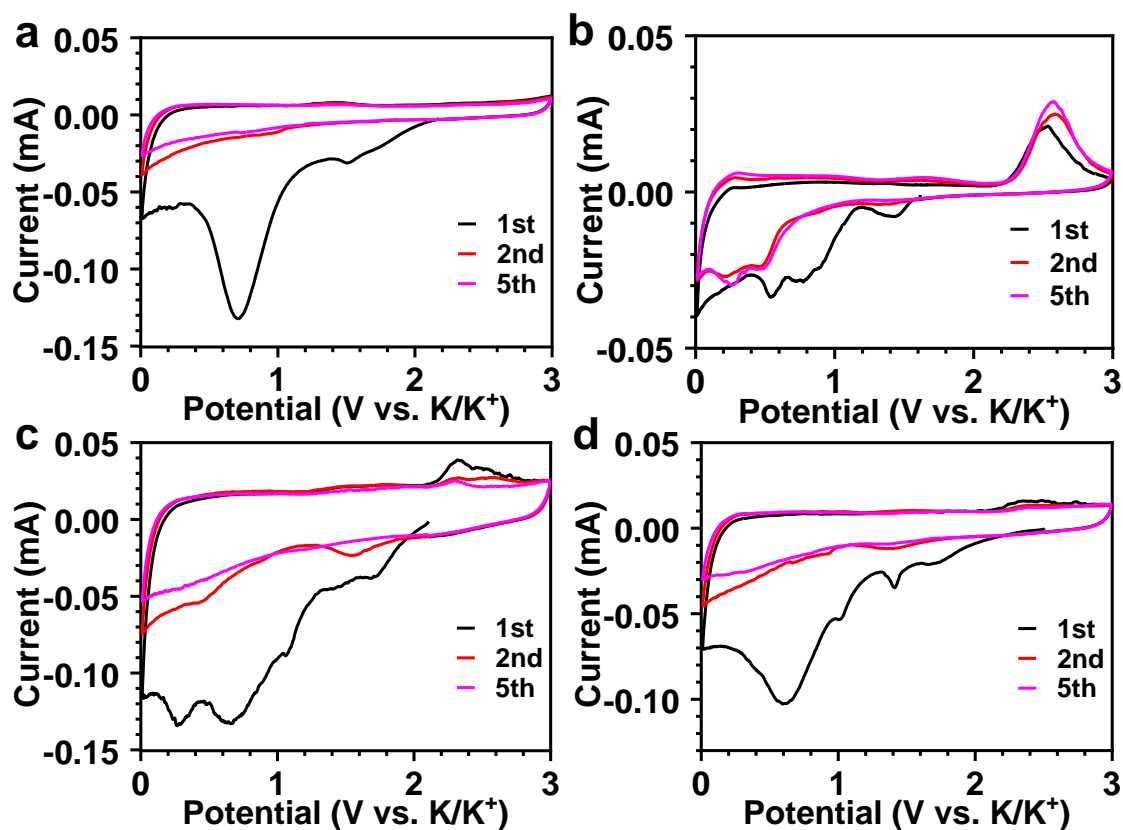 a
0.05
0.00
-0.05
-0.10
-0.15
Current (mA)
1st
2nd
5th
0 1 2 3
Potential (V vs. K/K⁺)
b
0.05
0.00
-0.05
Current (mA)
1st
2nd
5th
0 1 2 3
Potential (V vs. K/K⁺)
c
0.05
0.00
-0.05
-0.10
-0.15
Current (mA)
1st
2nd
5th
0 1 2 3
Potential (V vs. K/K⁺)
d
0.05
0.00
-0.05
-0.10
Current (mA)
1st
2nd
5th
0 1 2 3
Potential (V vs. K/K⁺)